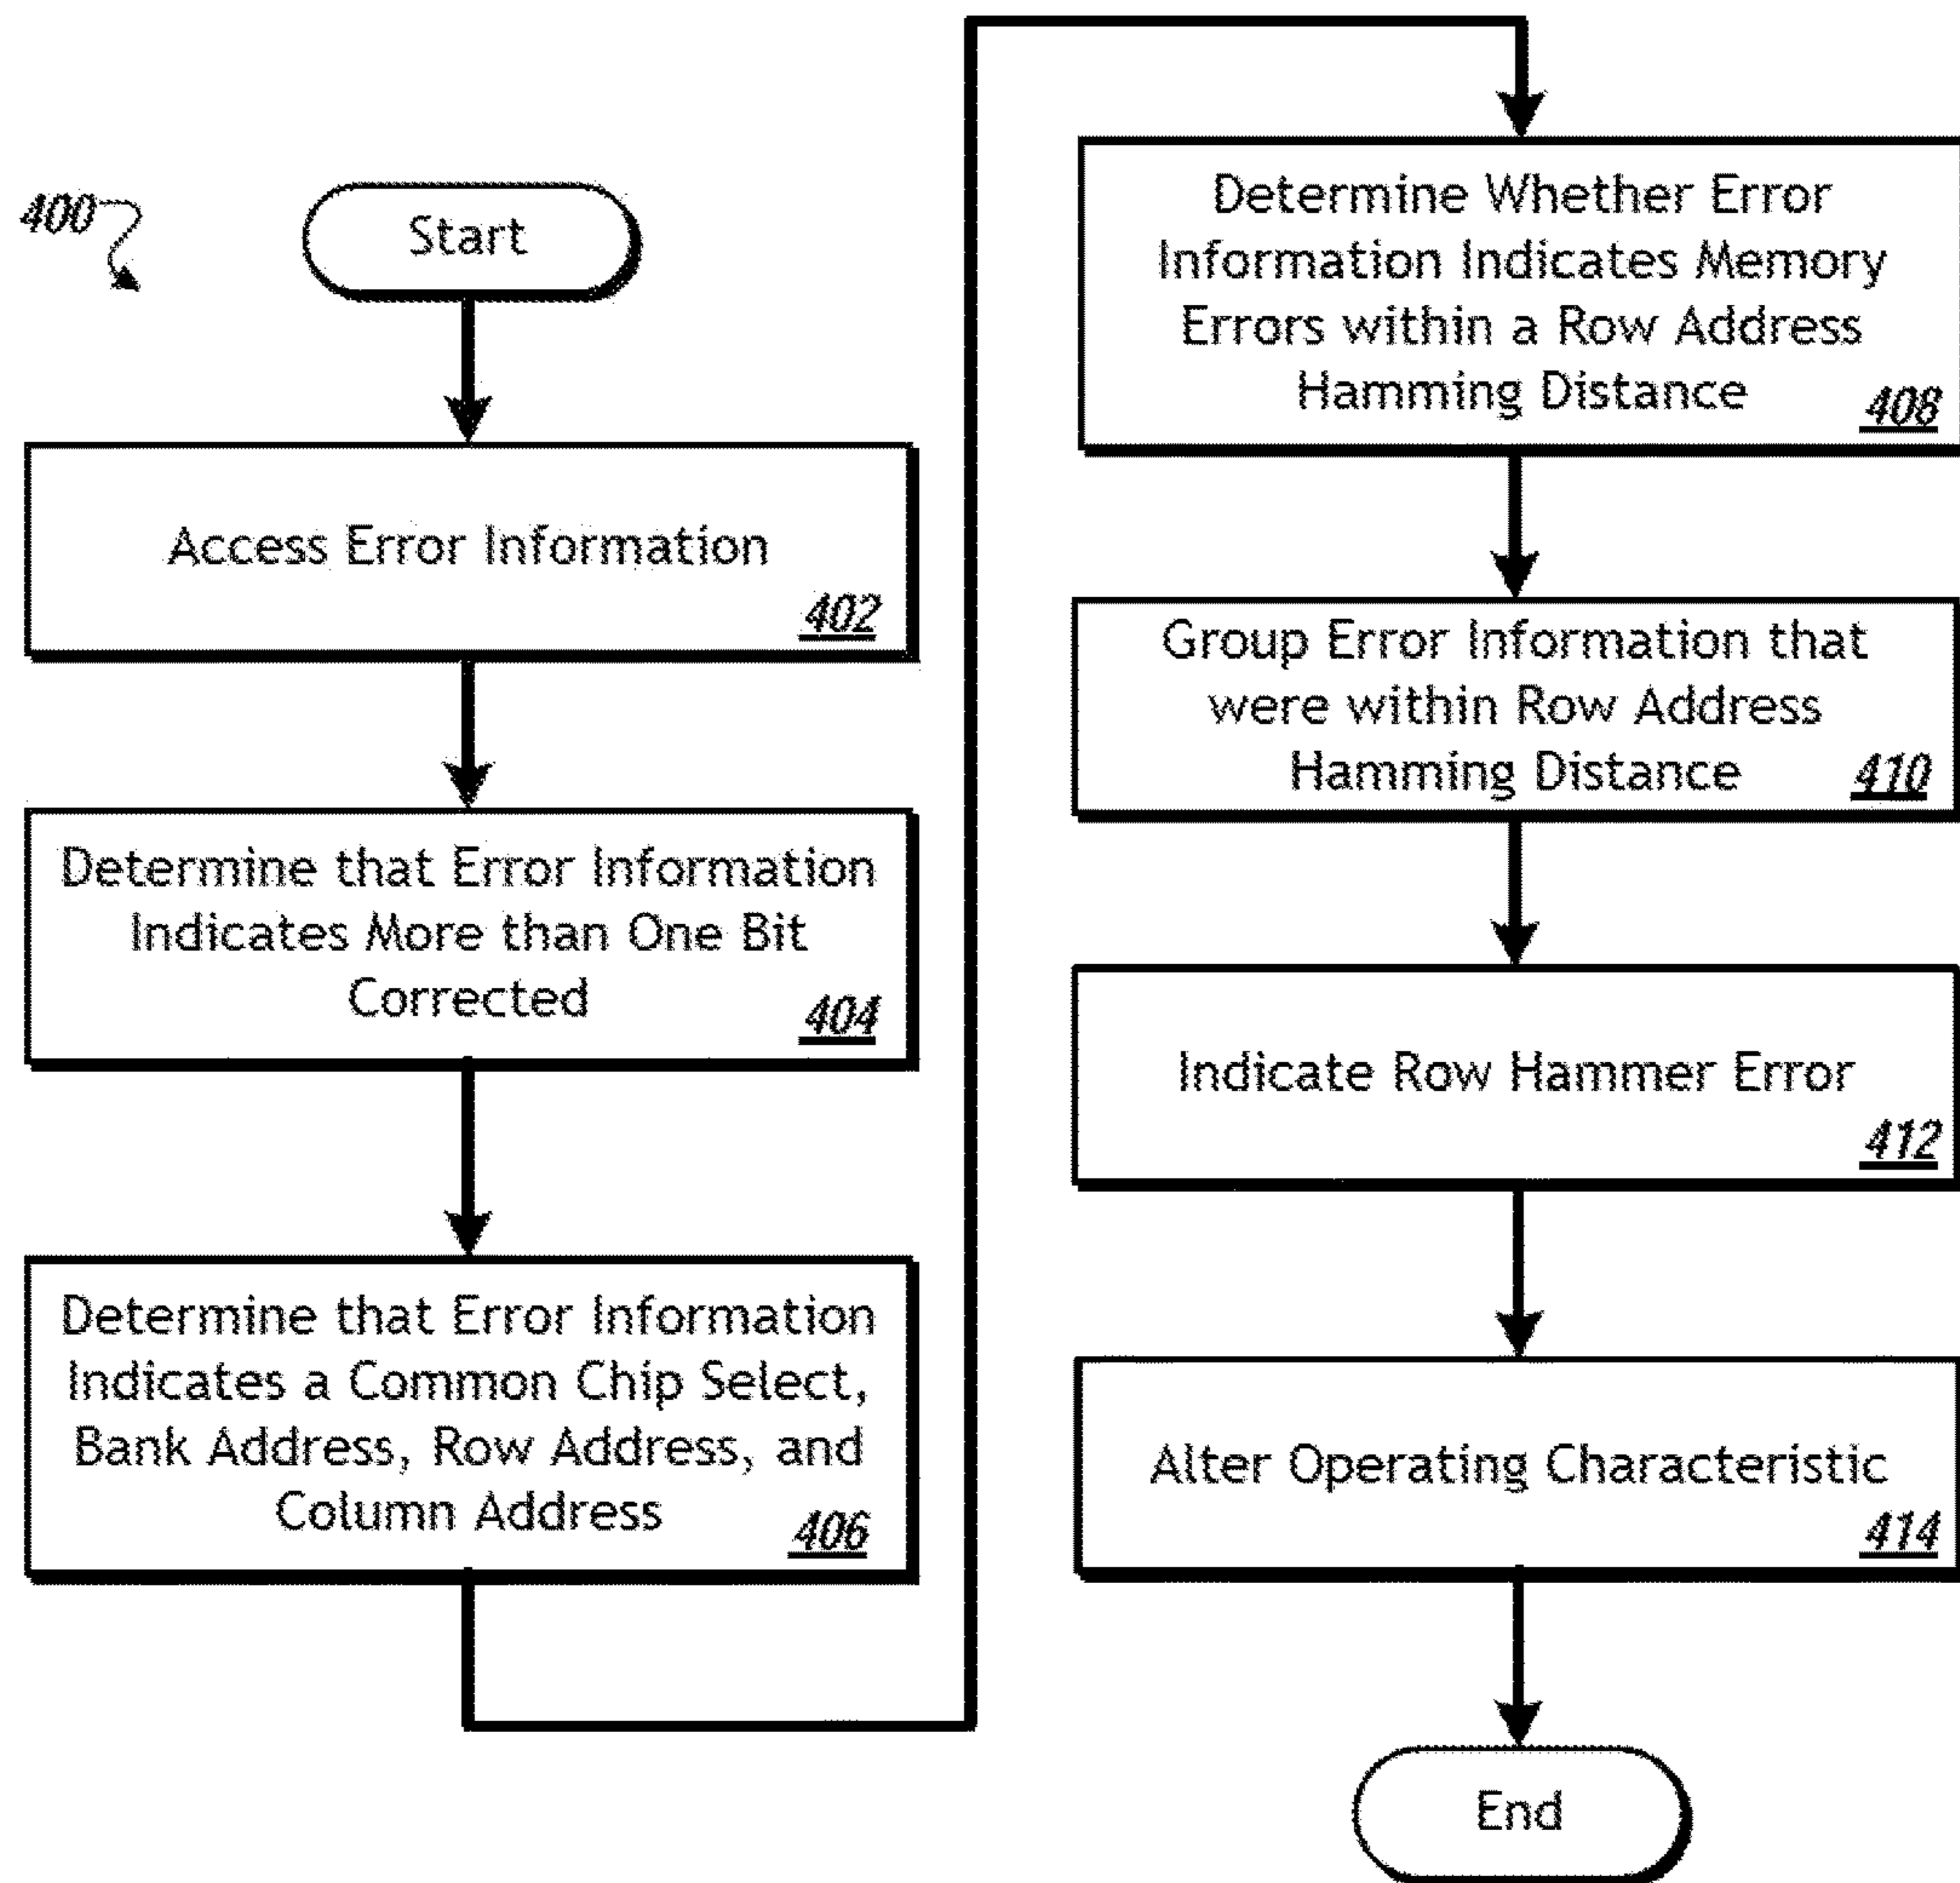 400
Start
Access Error Information
402
Determine that Error Information
Indicates More than One Bit
Corrected
404
Determine that Error Information
Indicates a Common Chip Select,
Bank Address, Row Address, and
Column Address
406
Determine Whether Error
Information Indicates Memory
Errors within a Row Address
Hamming Distance
408
Group Error Information that
were within Row Address
Hamming Distance
410
Indicate Row Hammer Error
412
Alter Operating Characteristic
414
End